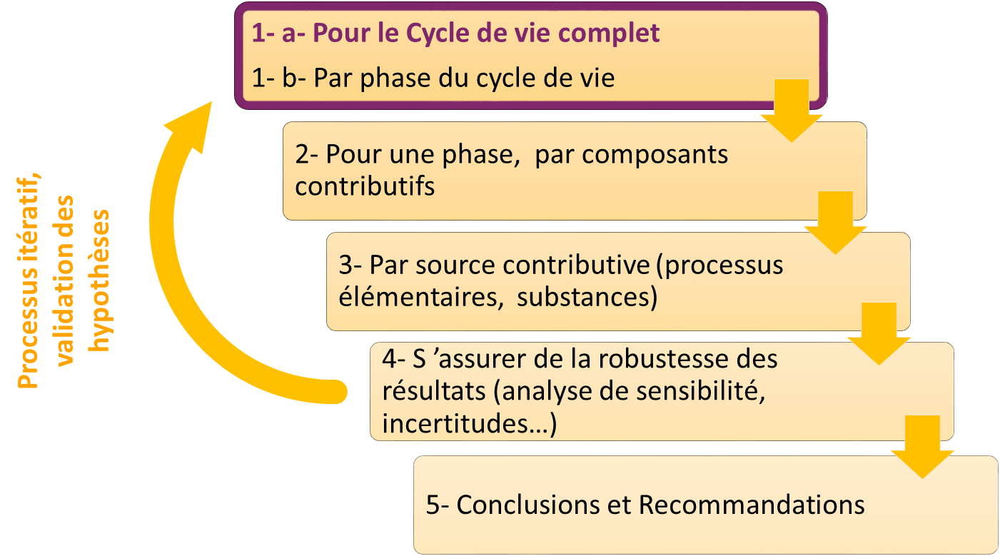 1- a- Pour le Cycle de vie complet
1- b- Par phase du cycle de vie
2- Pour une phase,  par composants
contributifs
3- Par source contributive (processus
élémentaires,  substances)
4- S ’assurer de la robustesse des
résultats (analyse de sensibilité,
incertitudes…)
5- Conclusions et Recommandations
Processus itératif,
validation des
hypothèses